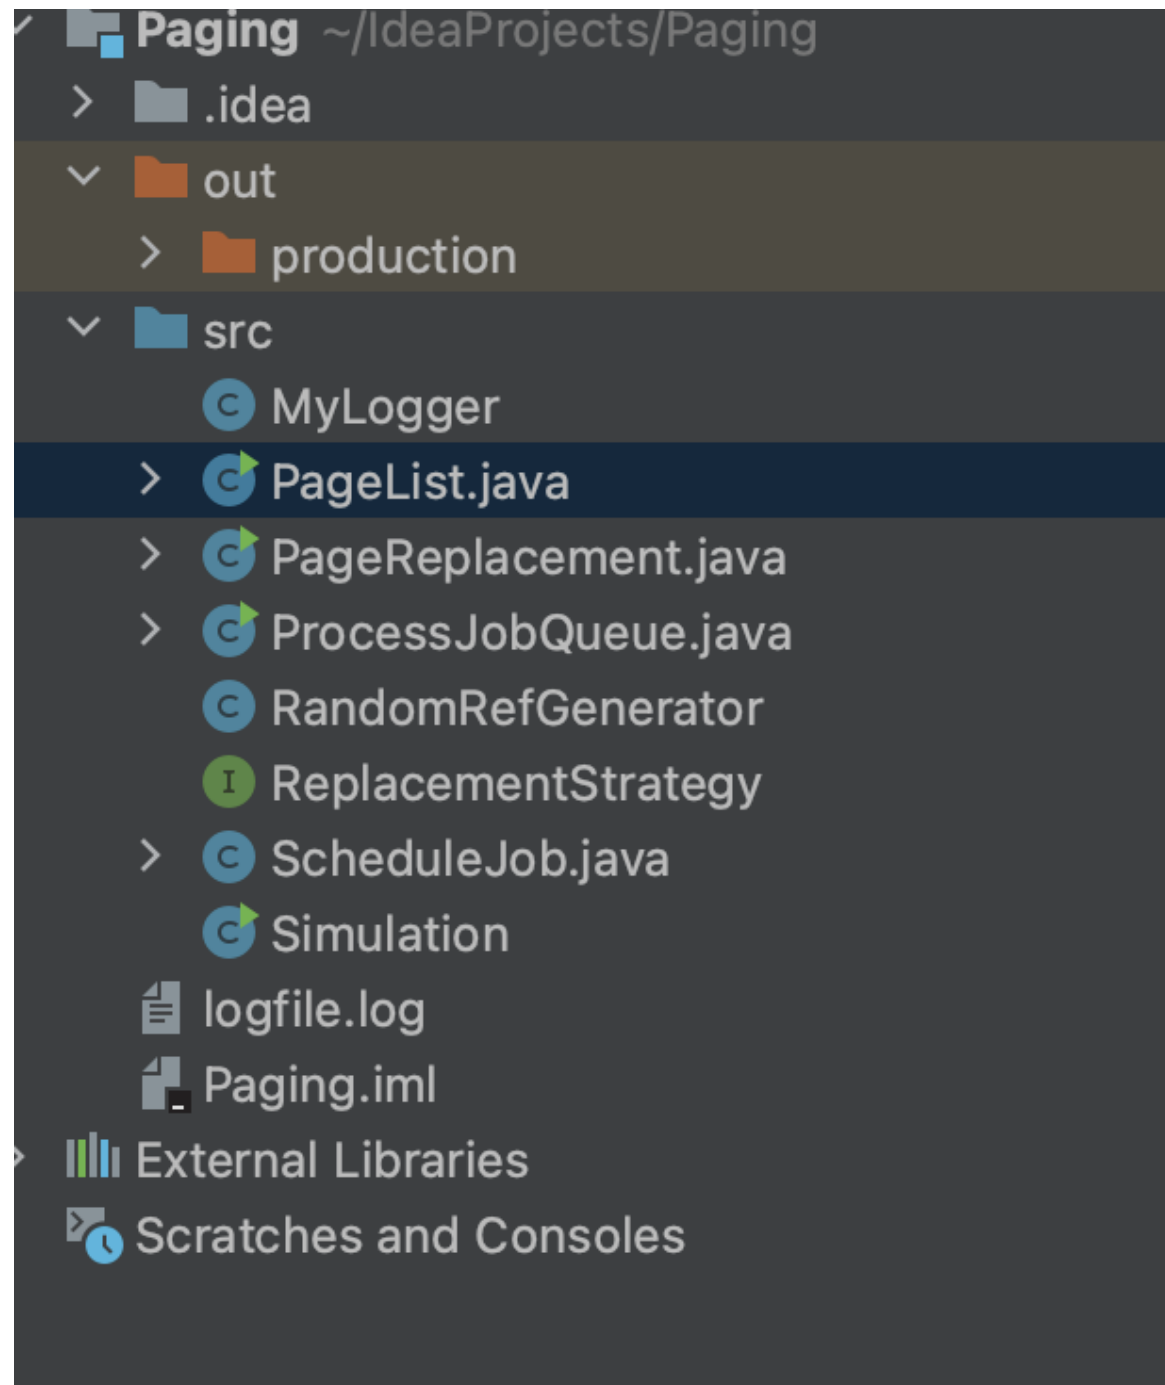 Paging ~/IdeaProjects/Paging
.idea
out
production
src
C MyLogger
C PageList.java
C PageReplacement.java
C ProcessJobQueue.java
C RandomRefGenerator
I ReplacementStrategy
C ScheduleJob.java
C Simulation
logfile.log
Paging.iml
External Libraries
Scratches and Consoles